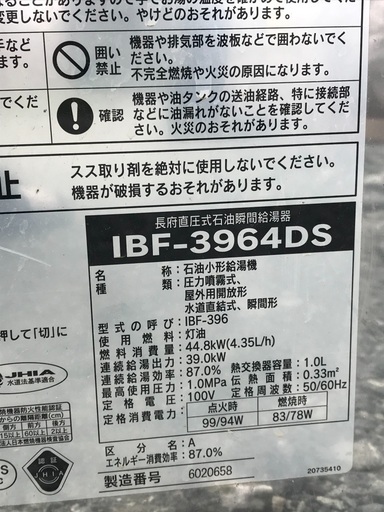 変更しないでください。やけどのおそれがあります。
囲い
禁止
機器や排気部を波板などで囲わないでく
ださい。
不完全燃焼や火災の原因になります。
確認
機器や油タンクの送油経路、特に接続部
などに油漏れがないことを確認してくだ
さい。火災のおそれがあります。
スス取り剤を絶対に使用しないでください。
機器が破損するおそれがあります。
長府直圧式石油瞬間給湯器
IBF-3964DS
名称:石油小形給湯機
種類:圧力噴霧式、
屋外用開放形
水道直結式、瞬間形
型式の呼び:IBF-396
使用燃料:灯油
燃料消費量:44.8kW(4.35L/h)
連続給湯出力:39.0kW
連続給湯効率:87.0% 熱交換器容量:1.0L
最高使用圧力:1.0MPa 伝熱面積:0.33m²
定格電圧:100V 定格周波数:50/60Hz
定格消費電力:
点火時 燃焼時
99/94W 83/78W
区分:A
エネルギー消費効率:87.0%
製造番号 6020658
20735410
押して「切」に
JHIA
水道法基準適合